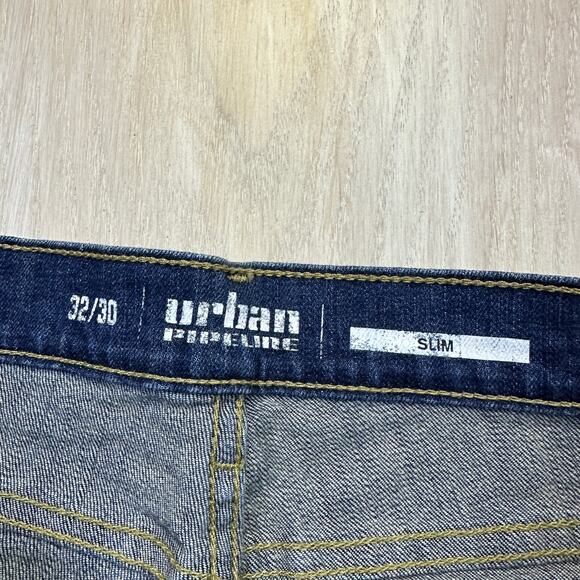 32/30
urban
PIPELINE
SLIM